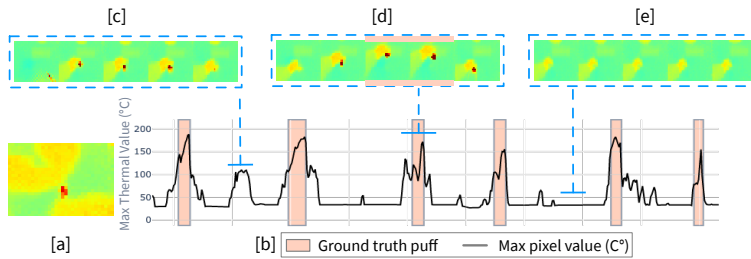 [c] [d] [e]
Max Thermal Value (°C)
200
150
100
50
0
[a] [b]
Ground truth puff Max pixel value (C°)